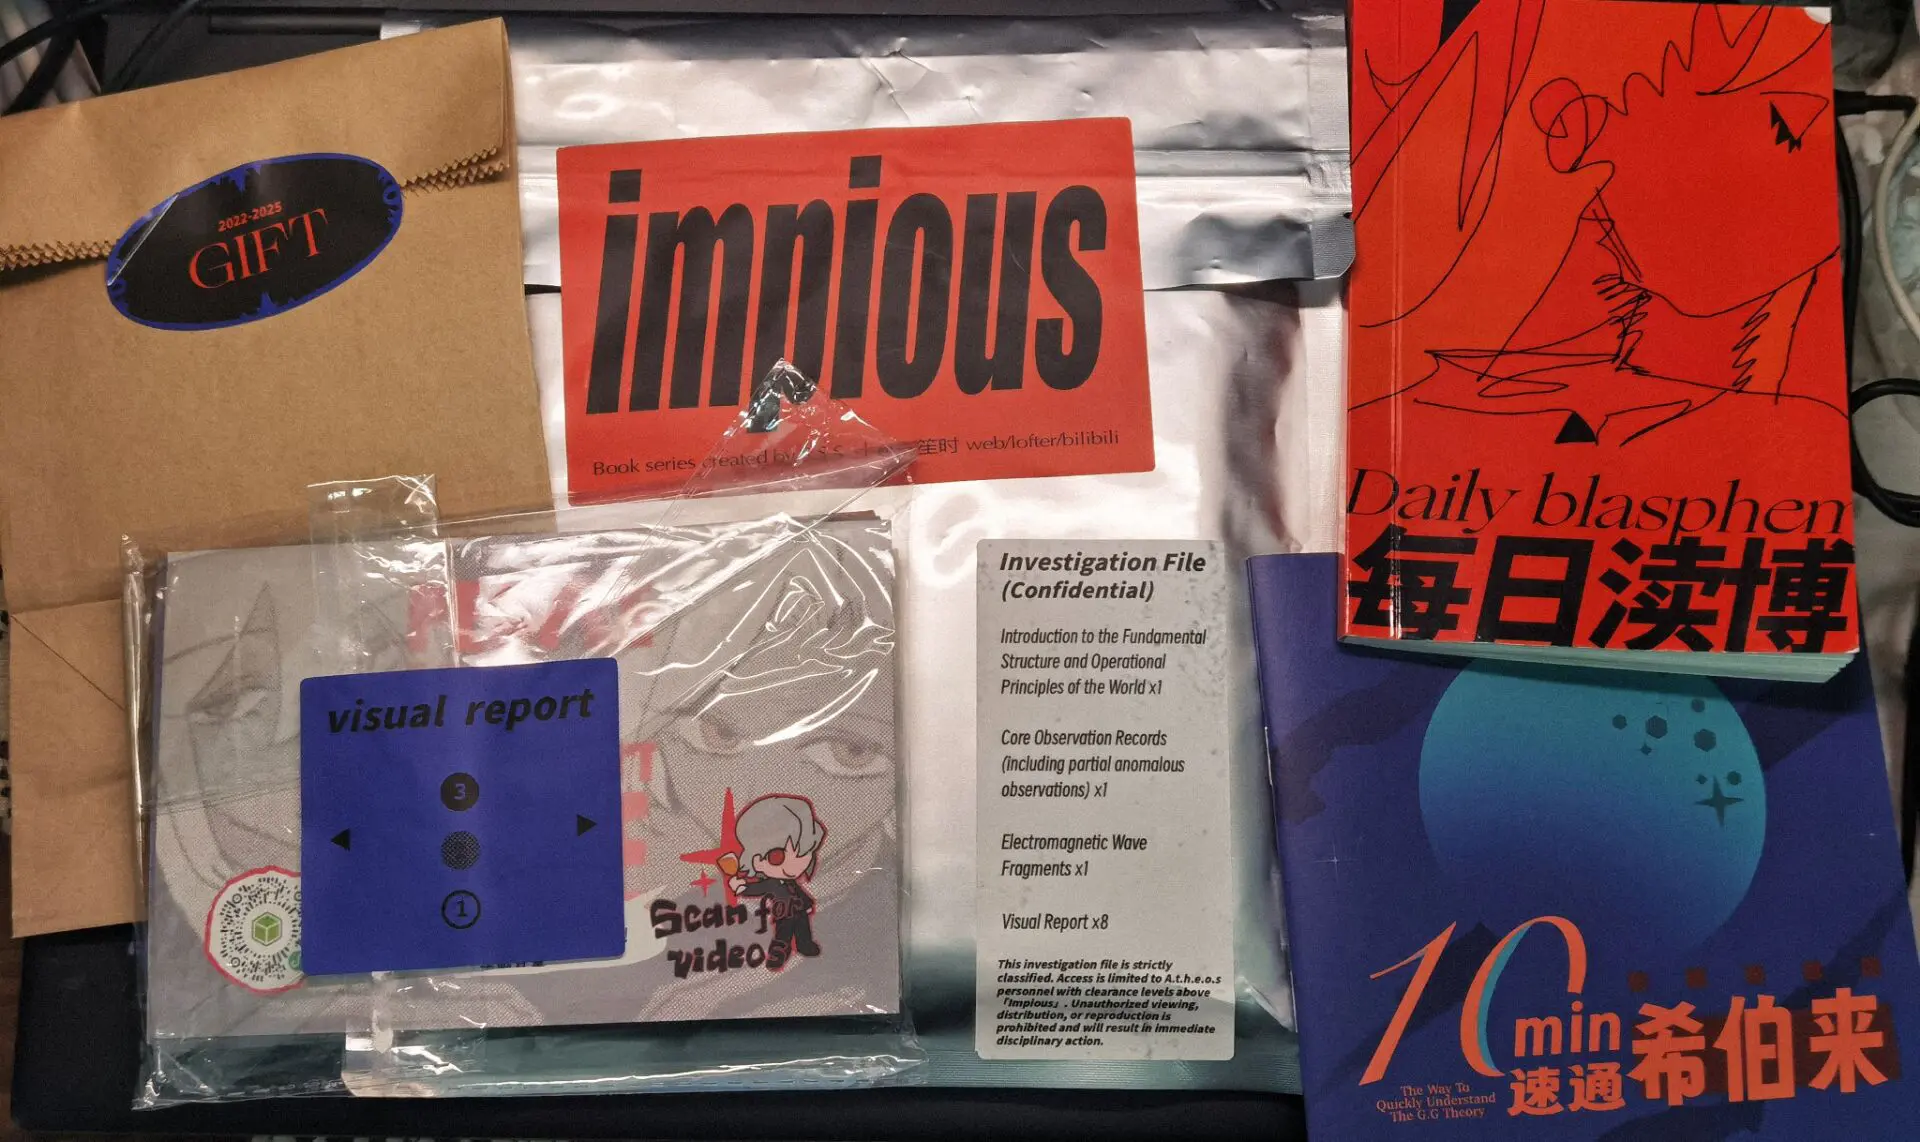 2022-2025
GIFT
impious
Book series created by
笙时 web/lofter/bilibili
visual report
3
1
Scan for
videos
Investigation File
(Confidential)
Introduction to the Fundamental
Structure and Operational
Principles of the World x1
Core Observation Records
(including partial anomalous
observations) x1
Electromagnetic Wave
Fragments x1
Visual Report x8
This investigation file is strictly
classified. Access is limited to A.t.h.e.o.s
personnel with clearance levels above
「Impious」. Unauthorized viewing,
distribution, or reproduction is
prohibited and will result in immediate
disciplinary action.
Daily blasphem
每日渎博
10min
速通希伯来
The Way To
Quickly Understand
The G.G Theory